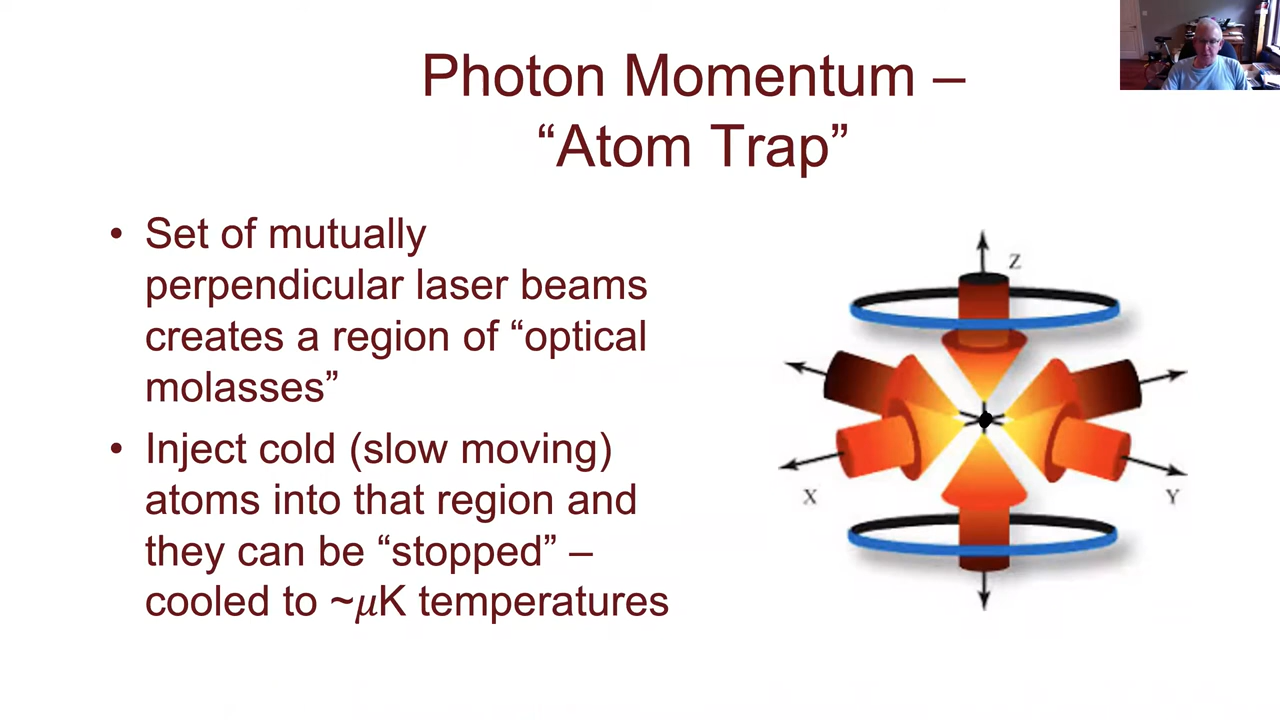 Photon Momentum –
“Atom Trap”
• Set of mutually
perpendicular laser beams
creates a region of “optical
molasses”
• Inject cold (slow moving)
atoms into that region and
they can be “stopped” –
cooled to ~𝜇K temperatures
Z
X
Y